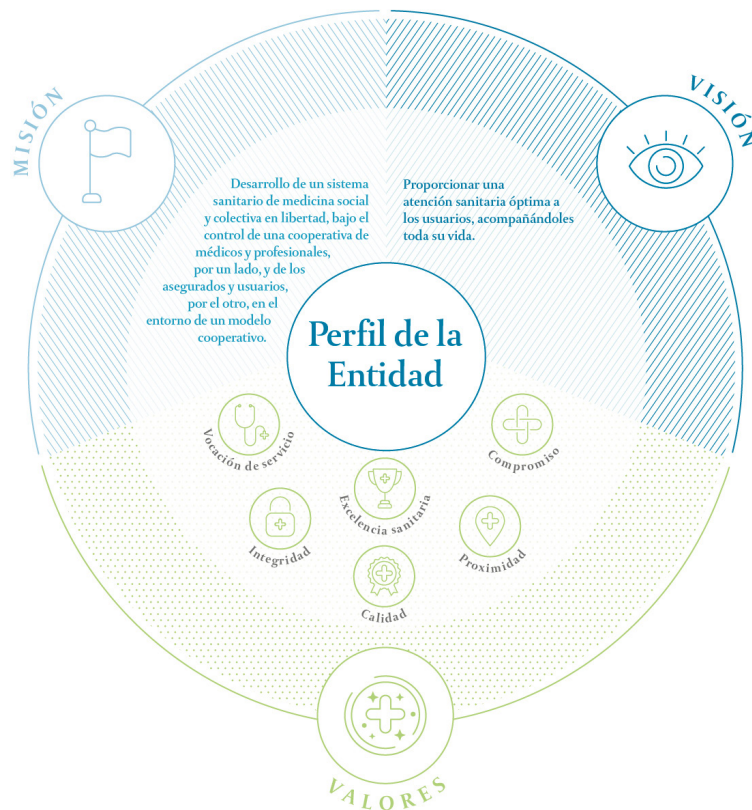 MISIÓN
VISIÓN
Desarrollo de un sistema
sanitario de medicina social
y colectiva en libertad, bajo el
control de una cooperativa de
médicos y profesionales,
por un lado, y de los
asegurados y usuarios,
por el otro, en el
entorno de un modelo
cooperativo.
Proporcionar una
atención sanitaria óptima a
los usuarios, acompañándoles
toda su vida.
Perfil de la
Entidad
Vocación de servicio
Compromiso
Excelencia sanitaria
Integridad
Proximidad
Calidad
VALORES